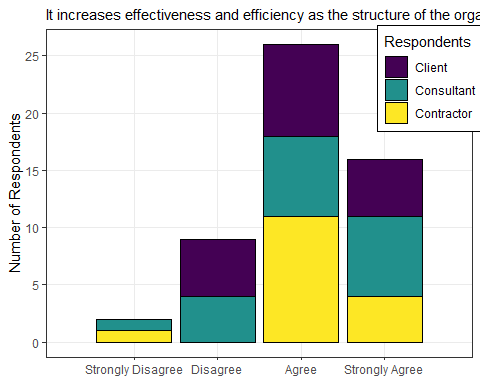 It increases effectiveness and efficiency as the structure of the orga
Respondents
Client
Consultant
Contractor
Number of Respondents
25
20
15
10
5
0
Strongly Disagree Disagree Agree Strongly Agree